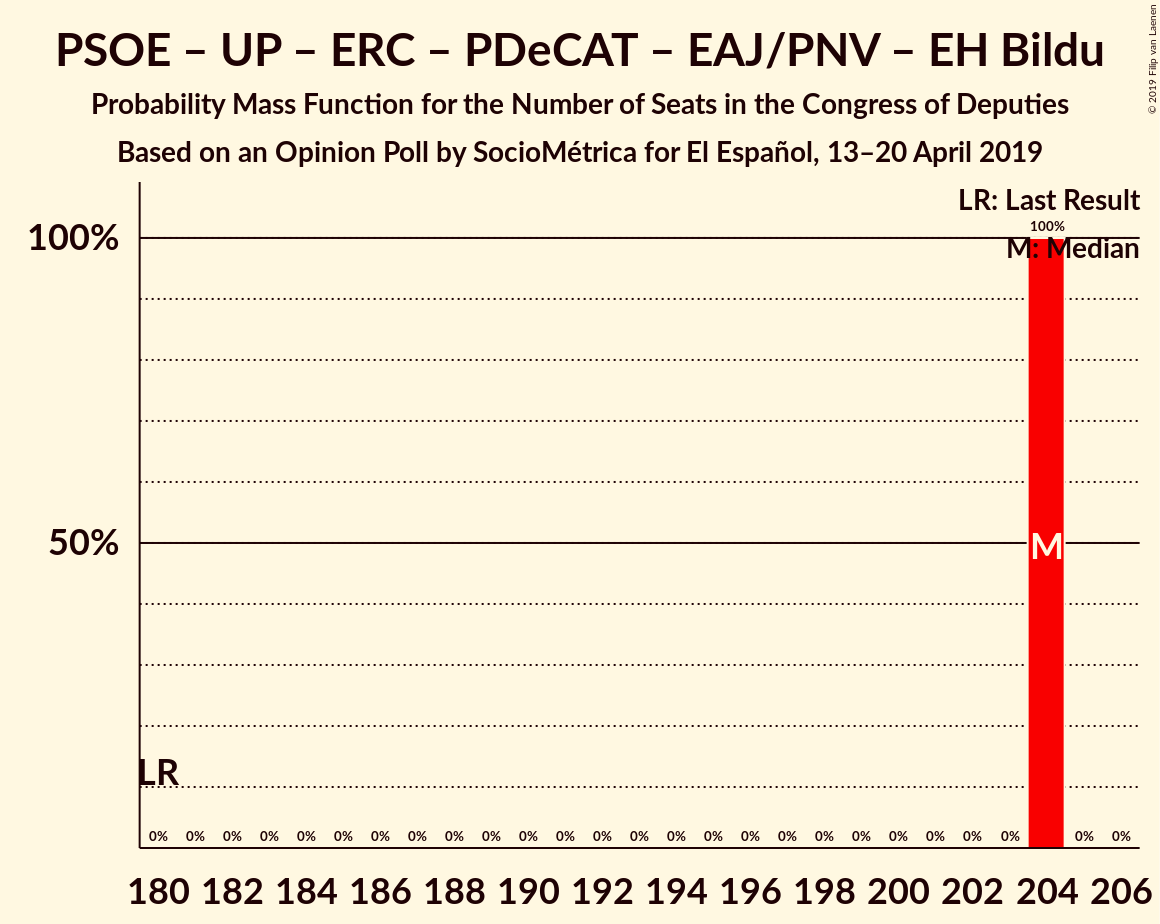 PSOE – UP – ERC – PDeCAT – EAJ/PNV – EH Bildu
Probability Mass Function for the Number of Seats in the Congress of Deputies
Based on an Opinion Poll by SocioMétrica for El Español, 13–20 April 2019
© 2019 Filip van Laenen
LR: Last Result
100%
M: Median
100%
50%
M
LR
0% 0% 0% 0% 0% 0% 0% 0% 0% 0% 0% 0% 0% 0% 0% 0% 0% 0% 0% 0% 0% 0% 0% 0% 0% 0%
180 182 184 186 188 190 192 194 196 198 200 202 204 206